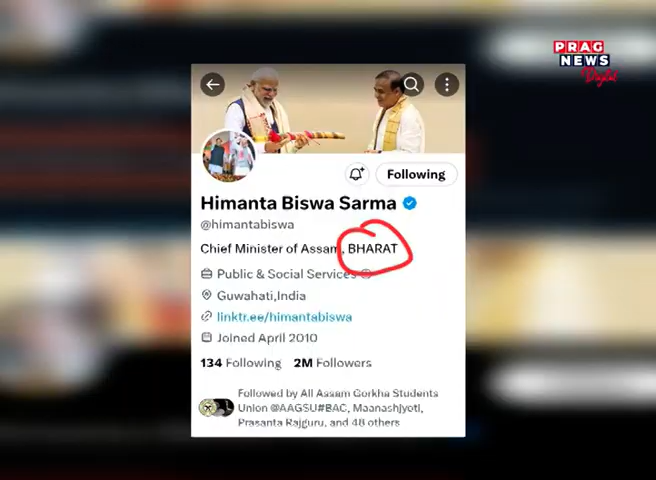 PRAG
NEWS
Digital
Following
Himanta Biswa Sarma
@himantabiswa
Chief Minister of Assam, BHARAT
Public & Social Services
Guwahati,India
linktr.ee/himantabiswa
Joined April 2010
134 Following 2M Followers
Followed by All Assam Gorkha Students
Union @AAGSU#BAC, Maanashjyoti,
Prasanta Rajguru, and 48 others